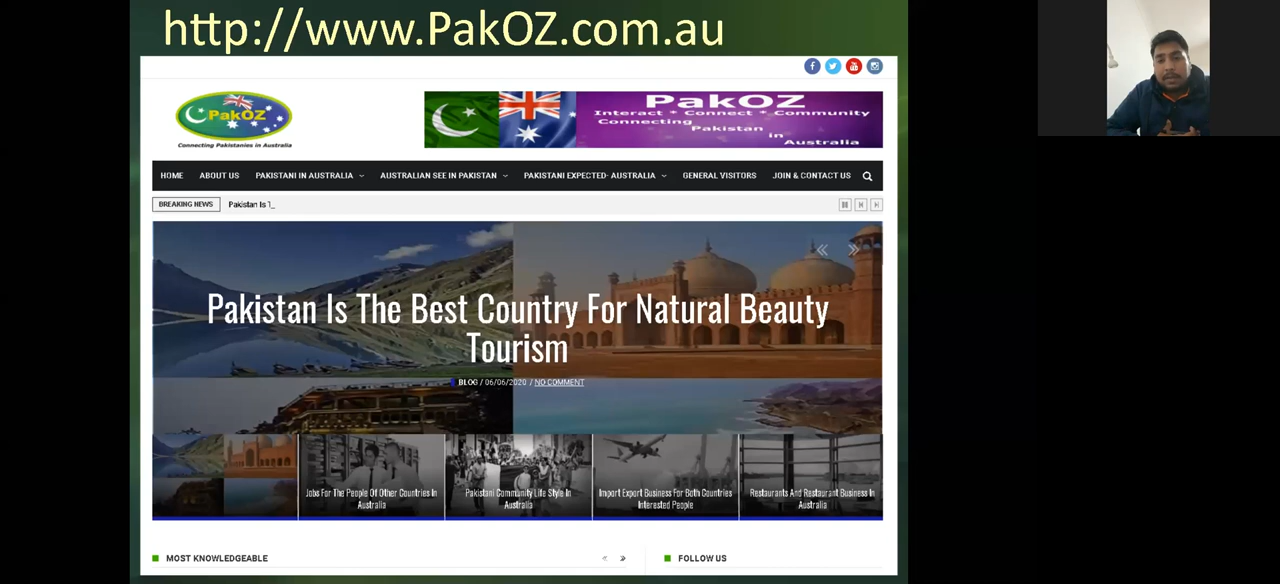 http://www.PakOZ.com.au
PakOZ
Connecting Pakistanies in Australia
PakOZ
Interact * Connect * Community
Connecting
Pakistan
in
Australia
HOME ABOUT US PAKISTANI IN AUSTRALIA AUSTRALIAN SEE IN PAKISTAN PAKISTANI EXPECTED- AUSTRALIA GENERAL VISITORS JOIN & CONTACT US
BREAKING NEWS Pakistan Is T_
Pakistan Is The Best Country For Natural Beauty
Tourism
BLOG / 06/06/2020 / NO COMMENT
Jobs For The People Of Other Countries In
Australia
Pakistani Community Life Style In
Australia
Import Export Business For Both Countries
Interested People
Restaurants And Restaurant Business In
Australia
MOST KNOWLEDGEABLE
FOLLOW US